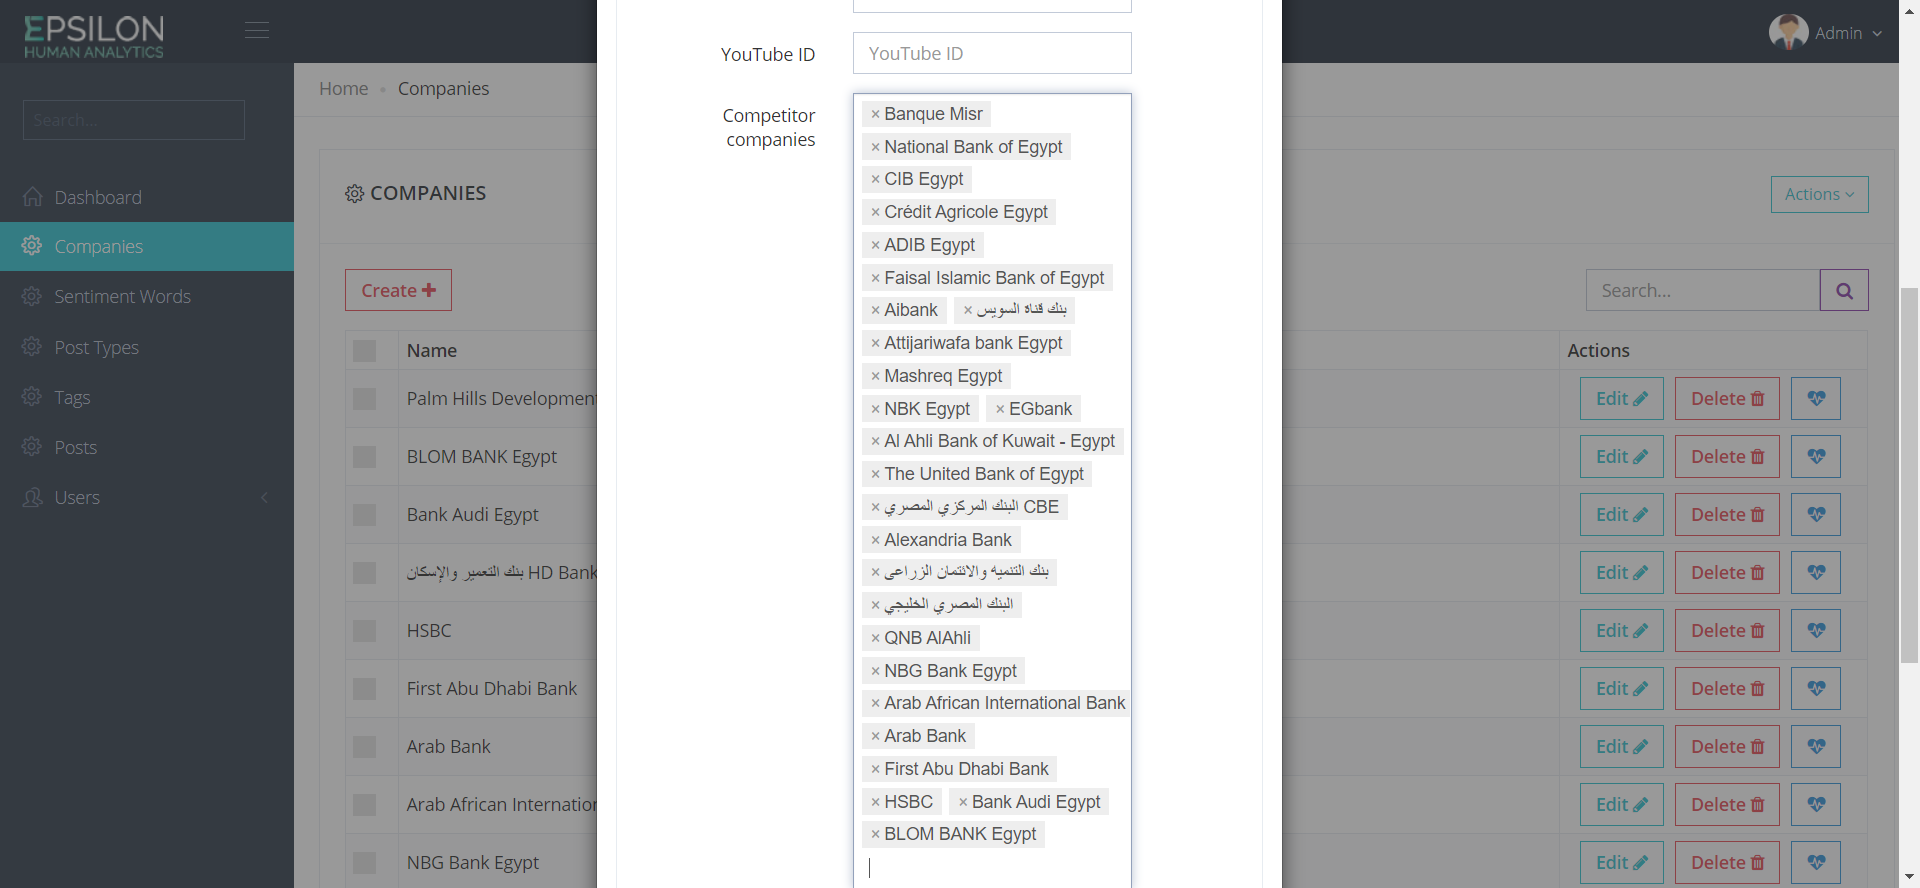 EPSILON
HUMAN ANALYTICS
Admin
Search...
Dashboard
Companies
Sentiment Words
Post Types
Tags
Posts
Users
Home • Companies
COMPANIES
Actions
Create
Search...
Name
Actions
Palm Hills Development
Edit Delete
BLOM BANK Egypt
Edit Delete
Bank Audi Egypt
Edit Delete
بنك التعمير والإسكان HD Bank
Edit Delete
HSBC
Edit Delete
First Abu Dhabi Bank
Edit Delete
Arab Bank
Edit Delete
Arab African Internation
Edit Delete
NBG Bank Egypt
Edit Delete
YouTube ID
YouTube ID
Competitor
companies
× Banque Misr
× National Bank of Egypt
× CIB Egypt
× Crédit Agricole Egypt
× ADIB Egypt
× Faisal Islamic Bank of Egypt
× Aibank × بنك قناة السويس
× Attijariwafa bank Egypt
× Mashreq Egypt
× NBK Egypt × EGbank
× Al Ahli Bank of Kuwait - Egypt
× The United Bank of Egypt
× البنك المركزي المصري CBE
× Alexandria Bank
× بنك التنميه والائتمان الزراعى
× البنك المصري الخليجي
× QNB AlAhli
× NBG Bank Egypt
× Arab African International Bank
× Arab Bank
× First Abu Dhabi Bank
× HSBC × Bank Audi Egypt
× BLOM BANK Egypt